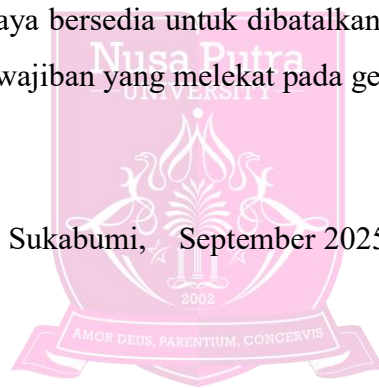 aya bersedia untuk dibatalkan
Nusa Putra
wajiban yang melekat pada ge
UNIVERSITY
Sukabumi, September 2025
2002
AMOR DEUS, PARENTIUM, CONCERVIS